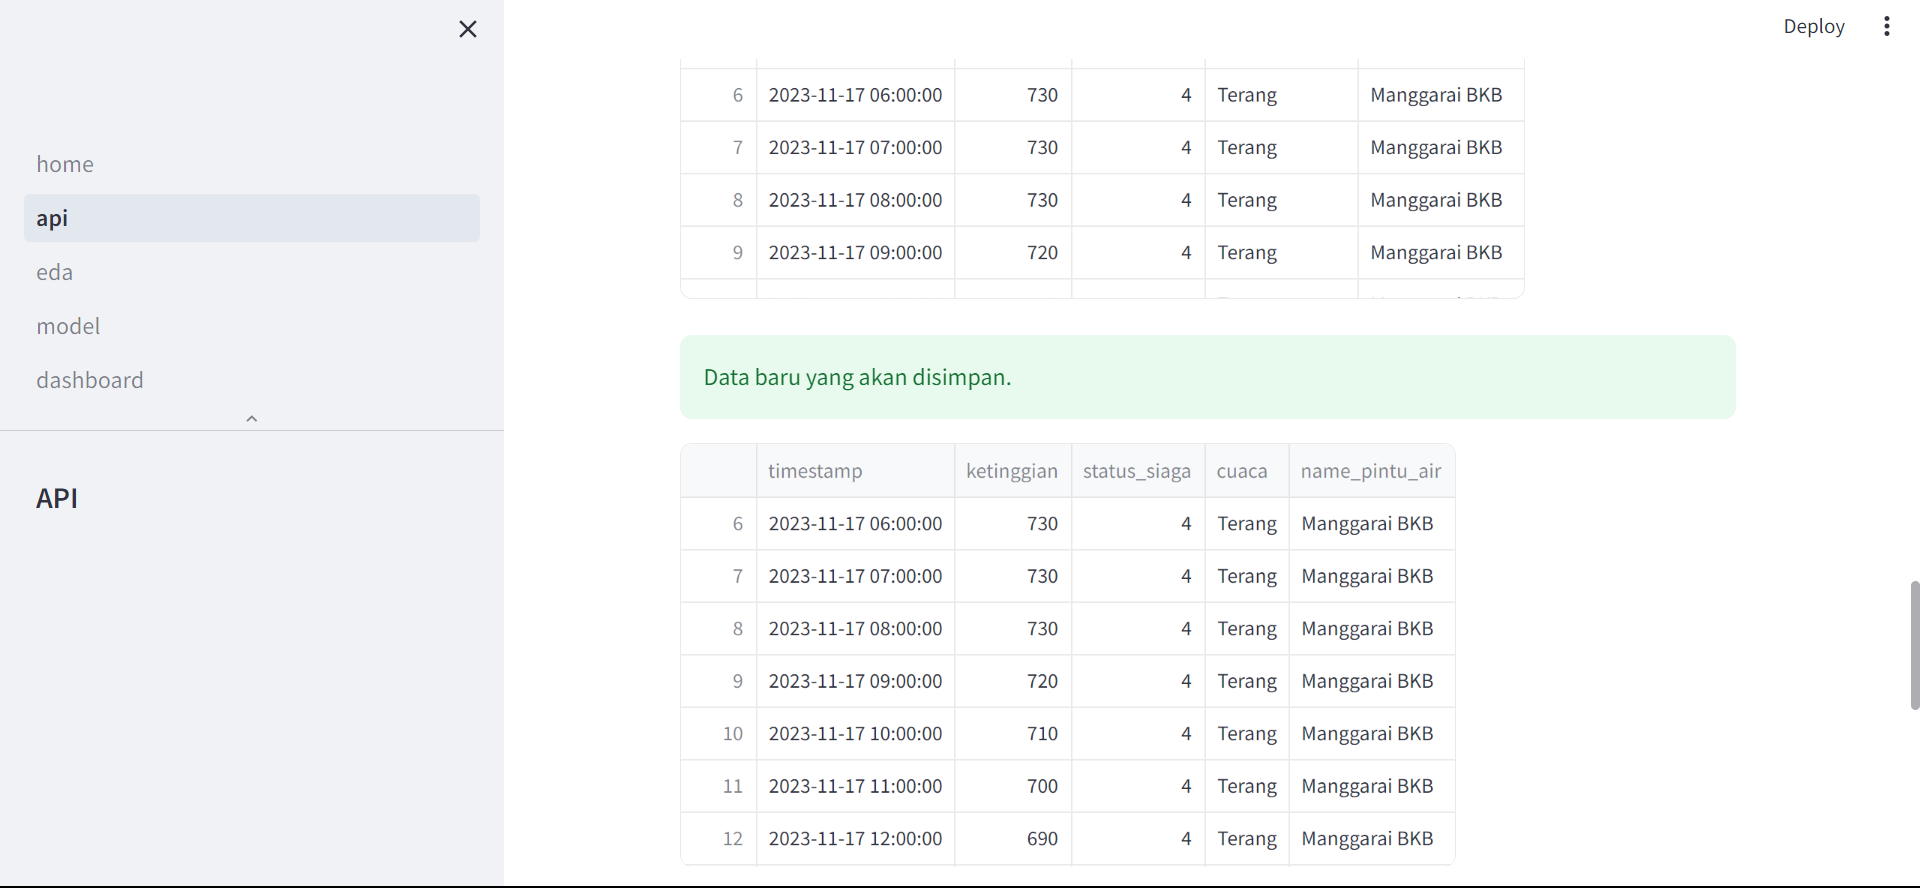 Deploy
home
api
eda
model
dashboard
API
6 2023-11-17 06:00:00 730 4 Terang Manggarai BKB
7 2023-11-17 07:00:00 730 4 Terang Manggarai BKB
8 2023-11-17 08:00:00 730 4 Terang Manggarai BKB
9 2023-11-17 09:00:00 720 4 Terang Manggarai BKB
Data baru yang akan disimpan.
timestamp ketinggian status_siaga cuaca name_pintu_air
6 2023-11-17 06:00:00 730 4 Terang Manggarai BKB
7 2023-11-17 07:00:00 730 4 Terang Manggarai BKB
8 2023-11-17 08:00:00 730 4 Terang Manggarai BKB
9 2023-11-17 09:00:00 720 4 Terang Manggarai BKB
10 2023-11-17 10:00:00 710 4 Terang Manggarai BKB
11 2023-11-17 11:00:00 700 4 Terang Manggarai BKB
12 2023-11-17 12:00:00 690 4 Terang Manggarai BKB